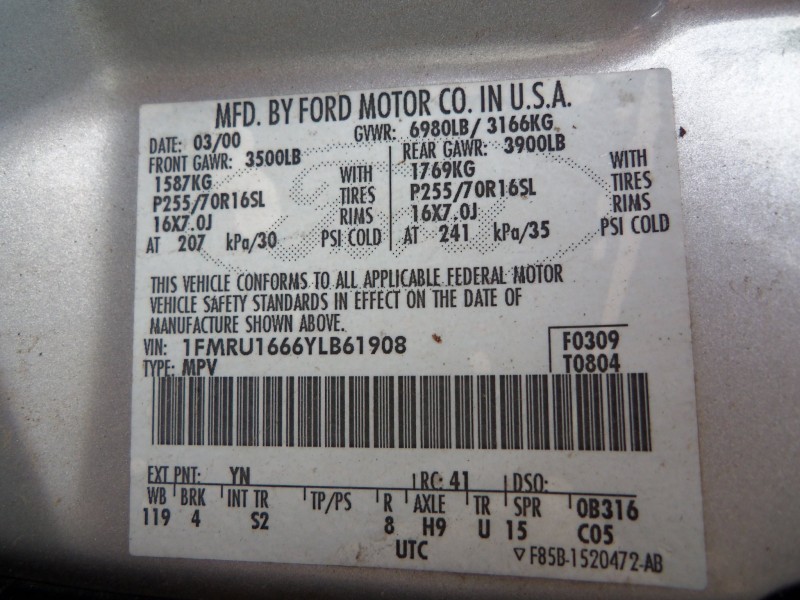 MFD. BY FORD MOTOR CO. IN U.S.A.
DATE: 03/00 GVWR: 6980LB/ 3166KG
FRONT GAWR: 3500LB REAR GAWR: 3900LB
1587KG WITH 1769KG WITH
P255/70R16SL TIRES P255/70R16SL TIRES
16X7.0J RIMS 16X7.0J RIMS
AT 207 kPa/30 PSI COLD AT 241 kPa/35 PSI COLD
THIS VEHICLE CONFORMS TO ALL APPLICABLE FEDERAL MOTOR
VEHICLE SAFETY STANDARDS IN EFFECT ON THE DATE OF
MANUFACTURE SHOWN ABOVE.
VIN: 1FMRU1666YLB61908 F0309
TYPE: MPV T0804
EXT PNT: YN RC: 41 DSO:
WB BRK INT TR TP/PS R AXLE TR SPR 0B316
119 4 S2 8 H9 U 15 C05
UTC ▽F85B-1520472-AB